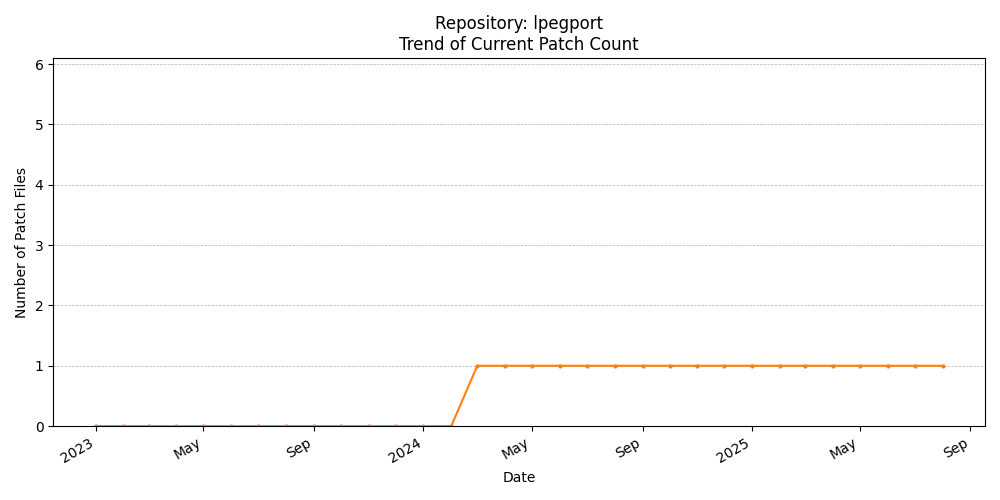 Repository: lpegport
Trend of Current Patch Count
Number of Patch Files
6
5
4
3
2
1
0
2023
May
Sep
2024
May
Sep
2025
May
Sep
Date